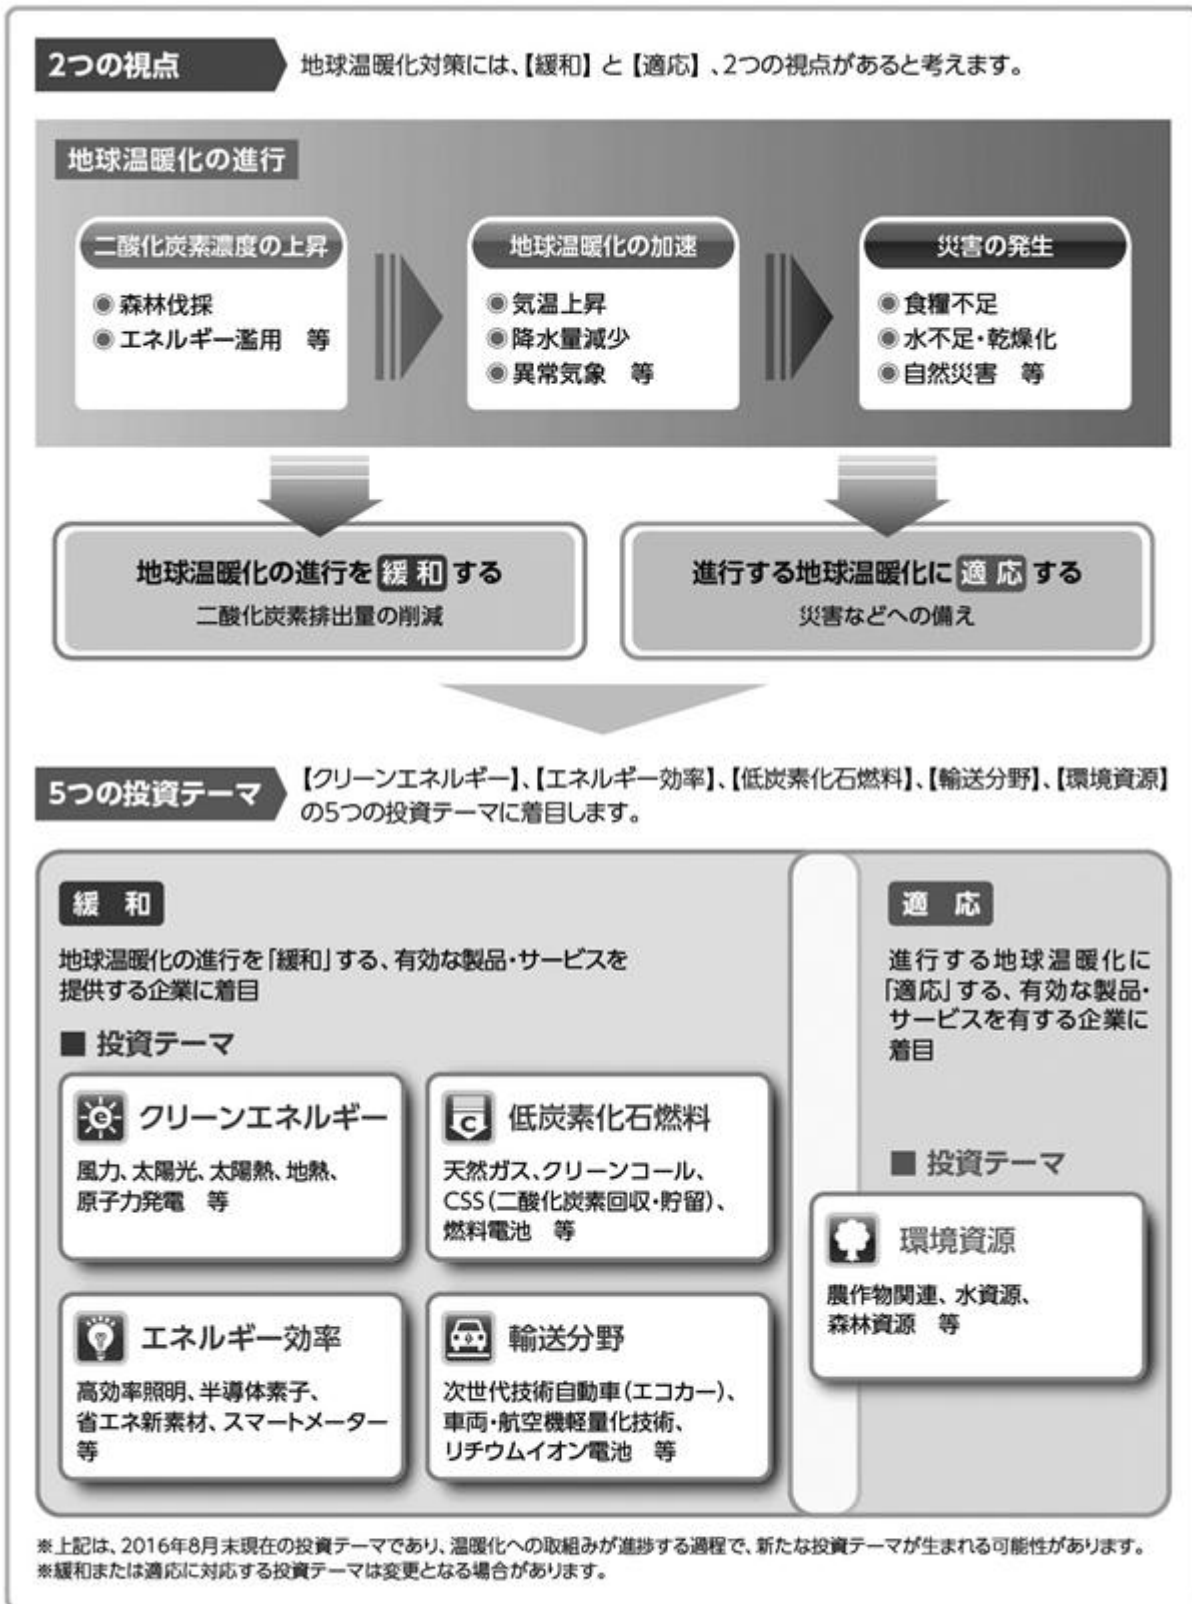 2つの視点
地球温暖化対策には、【緩和】と【適応】、2つの視点があると考えます。
地球温暖化の進行
二酸化炭素濃度の上昇
◉森林伐採
◉エネルギー濫用　等
地球温暖化の加速
◉気温上昇
◉降水量減少
◉異常気象　等
災害の発生
◉食糧不足
◉水不足・乾燥化
◉自然災害　等
地球温暖化の進行を緩和する
二酸化炭素排出量の削減
進行する地球温暖化に適応する
災害などへの備え
5つの投資テーマ
【クリーンエネルギー】、【エネルギー効率】、【低炭素化石燃料】、【輸送分野】、【環境資源】
の5つの投資テーマに着目します。
緩和
地球温暖化の進行を「緩和」する、有効な製品・サービスを
提供する企業に着目
■ 投資テーマ
e
クリーンエネルギー
風力、太陽光、太陽熱、地熱、
原子力発電　等
C
低炭素化石燃料
天然ガス、クリーンコール、
CSS(二酸化炭素回収・貯留)、
燃料電池　等
エネルギー効率
高効率照明、半導体素子、
省エネ新素材、スマートメーター
等
輸送分野
次世代技術自動車(エコカー)、
車両・航空機軽量化技術、
リチウムイオン電池　等
適応
進行する地球温暖化に
「適応」する、有効な製品・
サービスを有する企業に
着目
■ 投資テーマ
環境資源
農作物関連、水資源、
森林資源　等
※上記は、2016年8月末現在の投資テーマであり、温暖化への取組みが進捗する過程で、新たな投資テーマが生まれる可能性があります。
※緩和または適応に対応する投資テーマは変更となる場合があります。